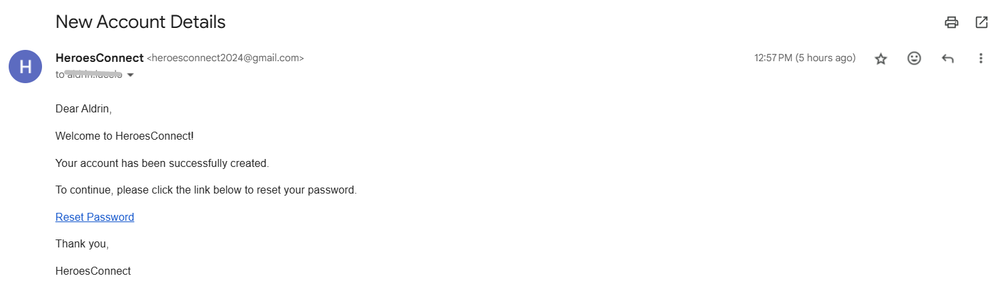 New Account Details
H
HeroesConnect <heroesconnect2024@gmail.com>
12:57 PM (5 hours ago)
to
Dear Aldrin,
Welcome to HeroesConnect!
Your account has been successfully created.
To continue, please click the link below to reset your password.
Reset Password
Thank you,
HeroesConnect